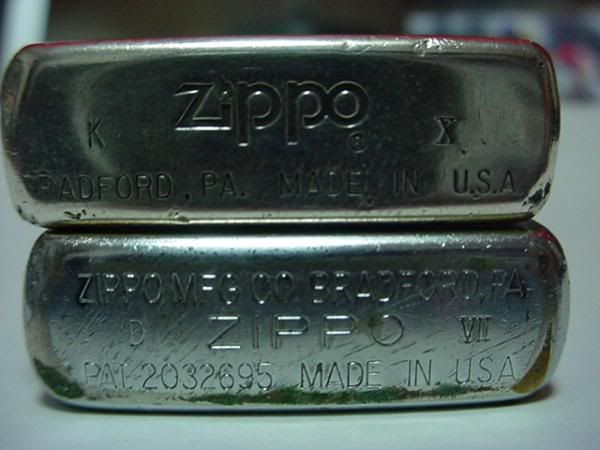 Zippo
K ® X
BRADFORD, PA. MADE IN U.S.A.
ZIPPO MFG CO BRADFORD, PA.
D ZIPPO VII
PAT. 2032695 MADE IN U.S.A